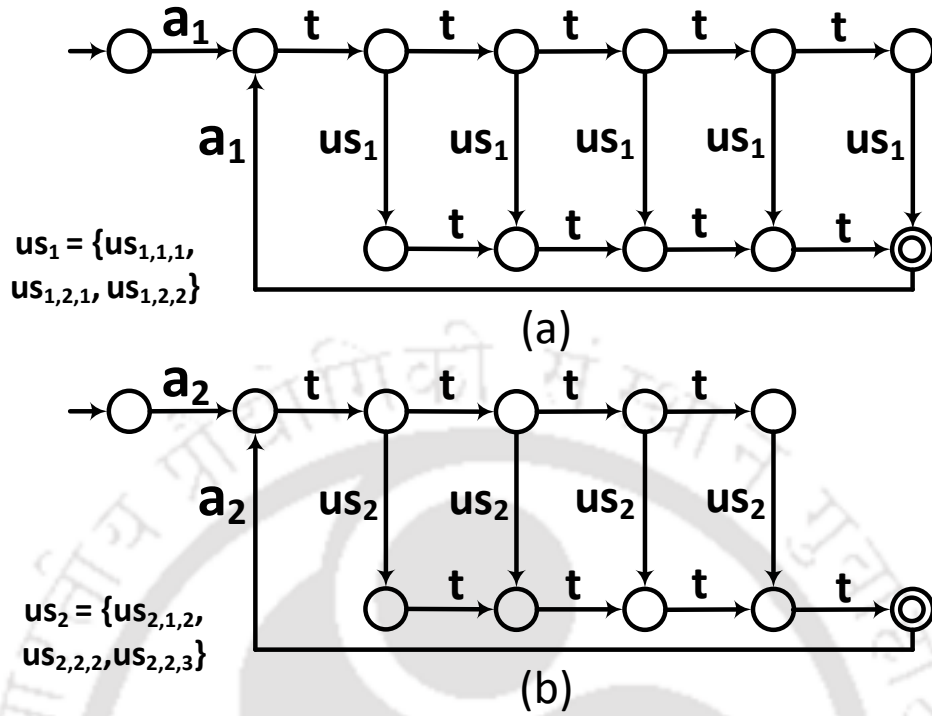 a1 t t t t t
a1 us1 us1 us1 us1 us1
t t t t
us1 = {us1,1,1,
us1,2,1, us1,2,2}
(a)
a2 t t t t
a2 us2 us2 us2 us2
t t t t
us2 = {us2,1,2,
us2,2,2,us2,2,3}
(b)